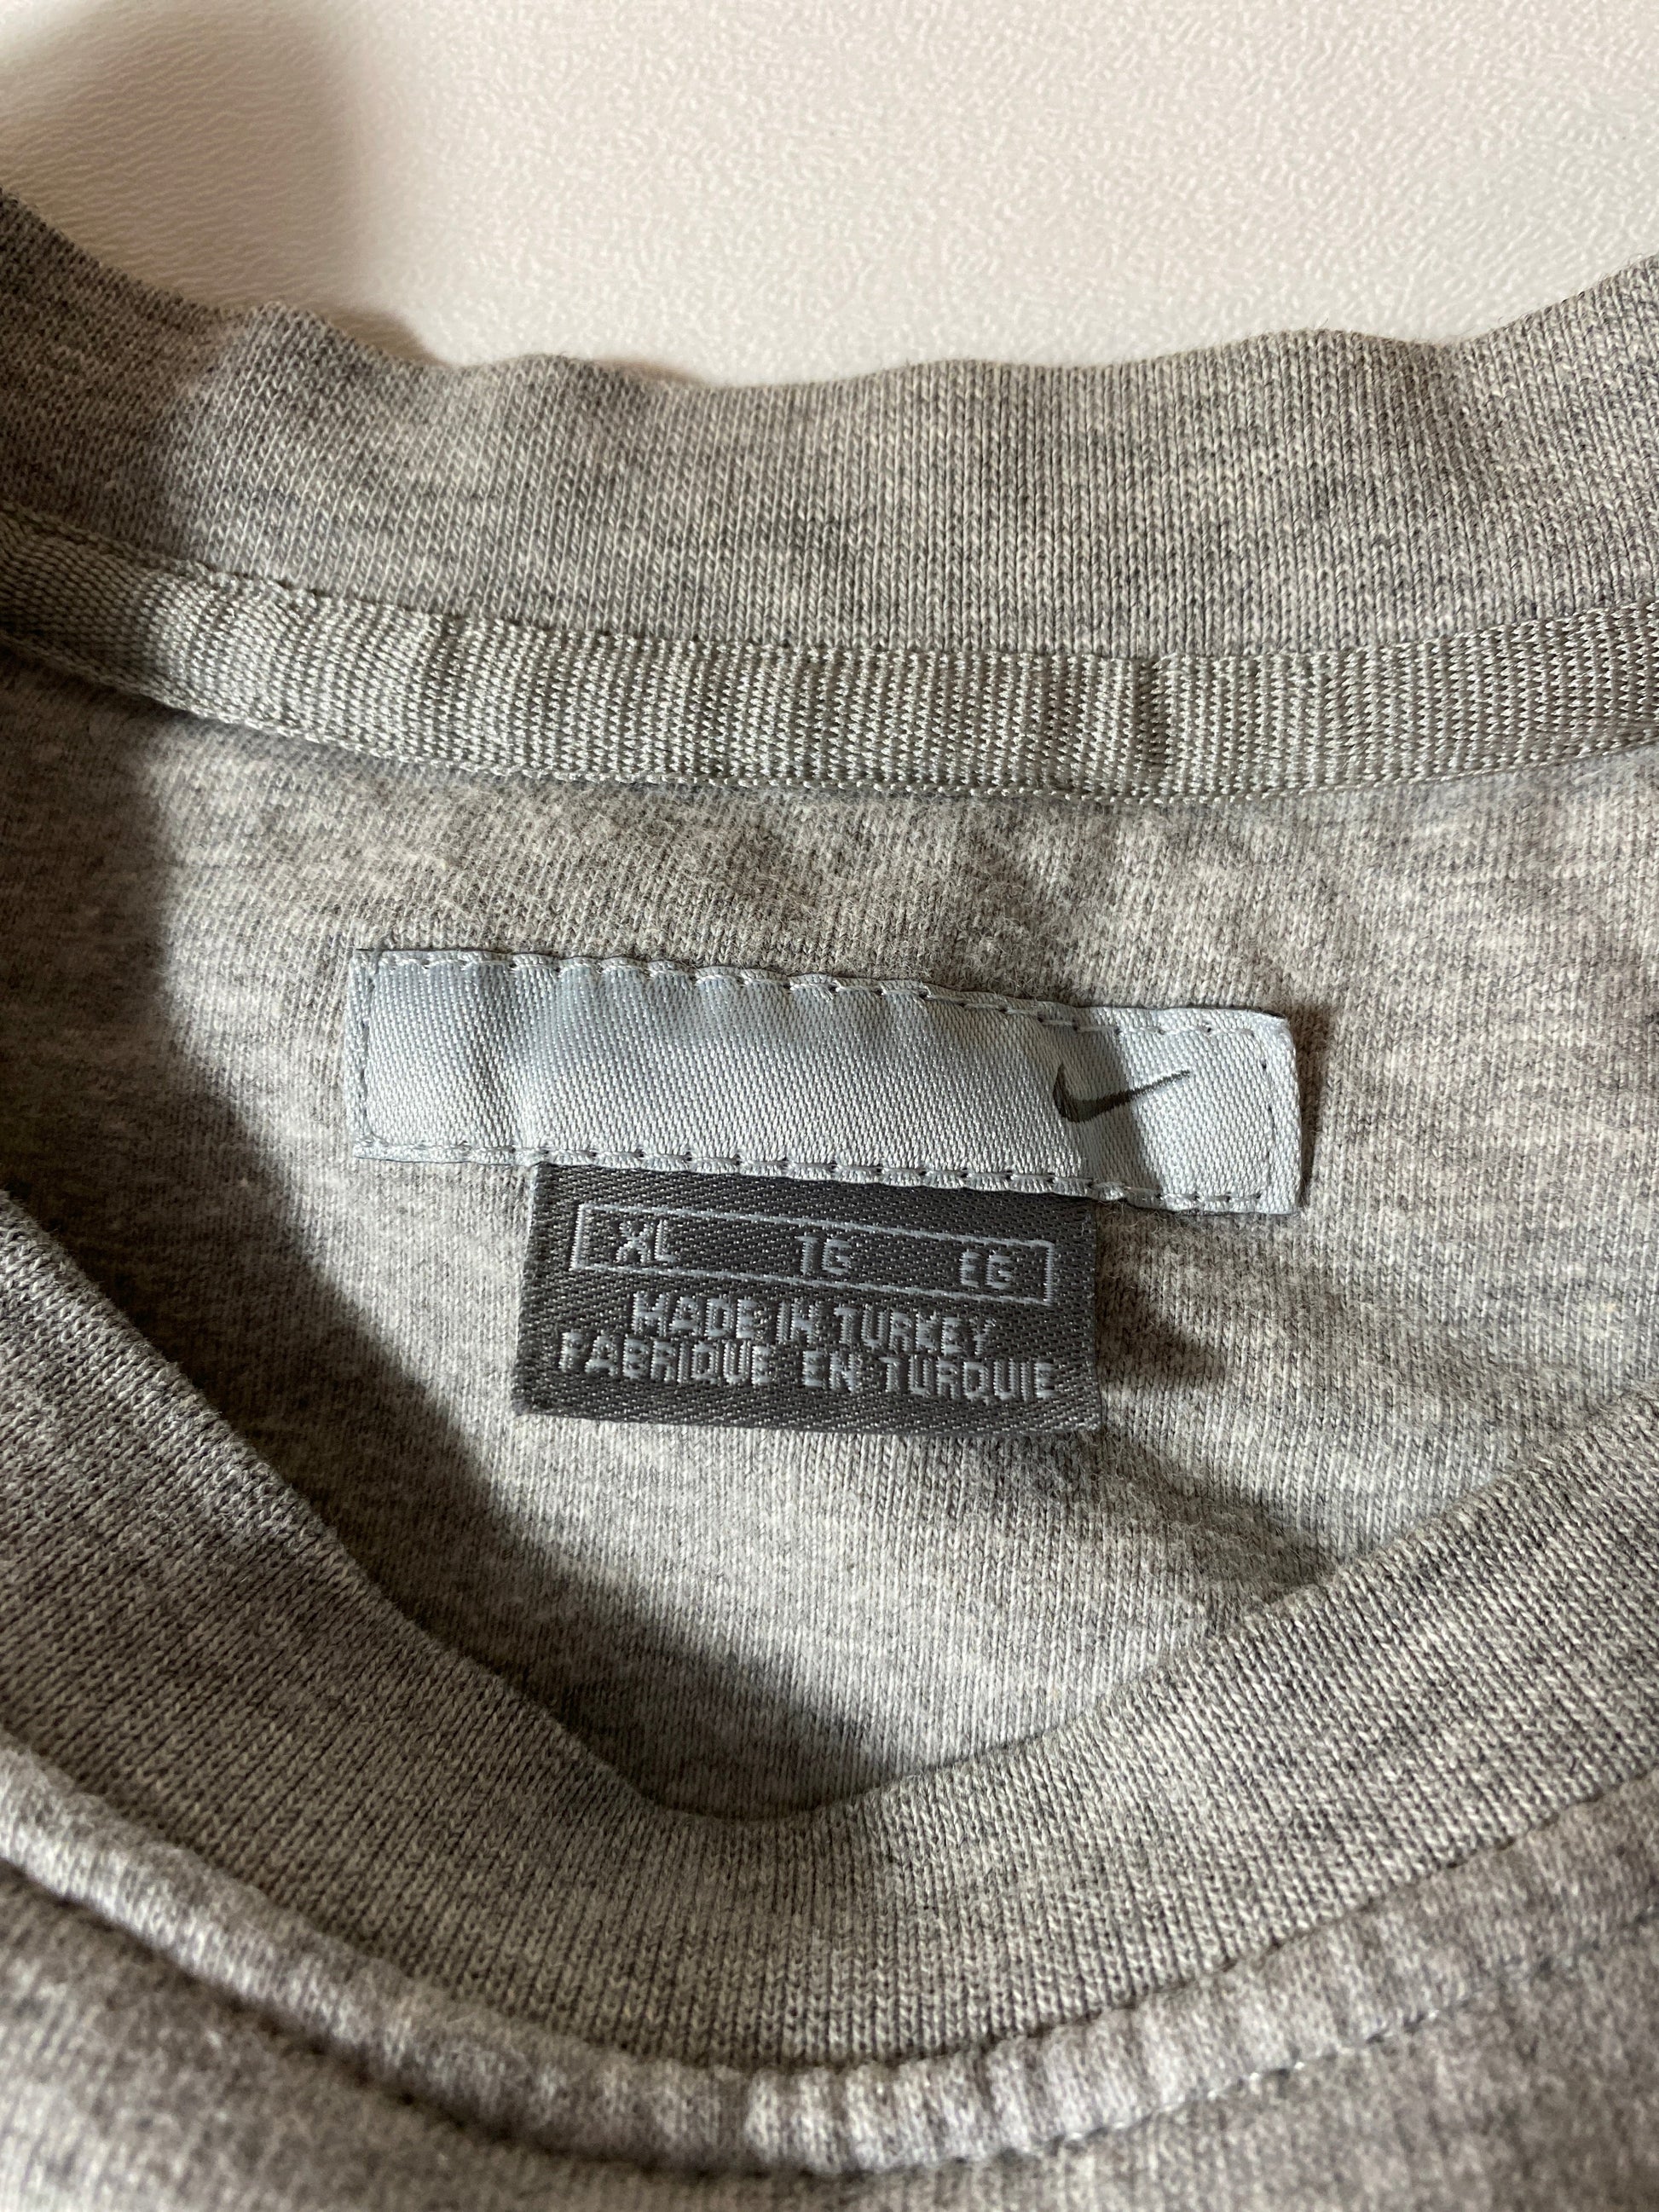 XL TG EG
MADE IN TURKEY
FABRIQUE EN TURQUIE